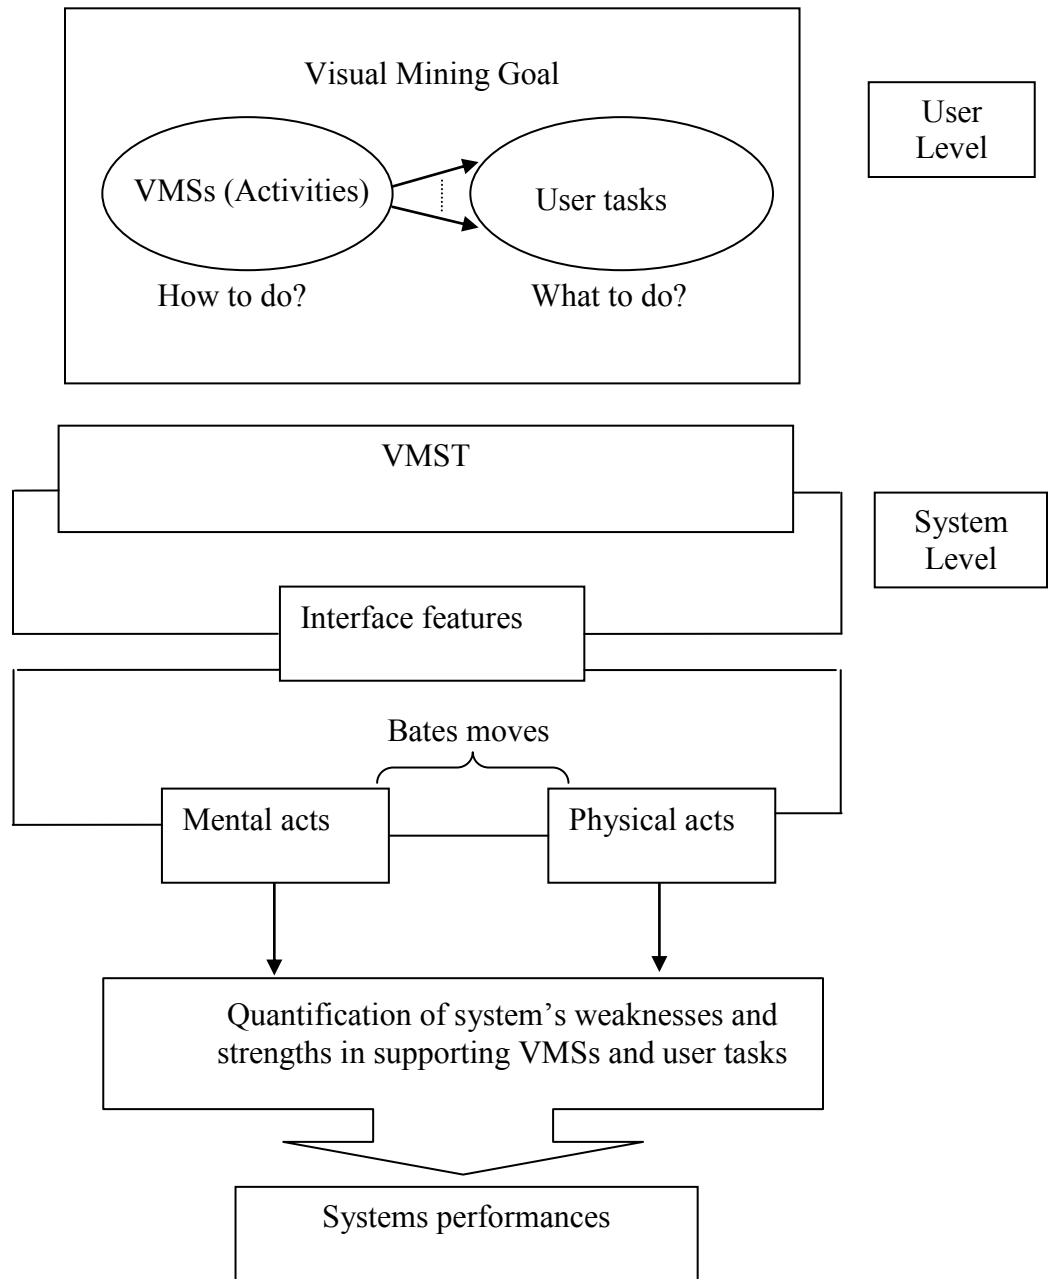 Visual Mining Goal
User
Level
VMSs (Activities)
User tasks
How to do?
What to do?
VMST
System
Level
Interface features
Bates moves
Mental acts
Physical acts
Quantification of system’s weaknesses and
strengths in supporting VMSs and user tasks
Systems performances